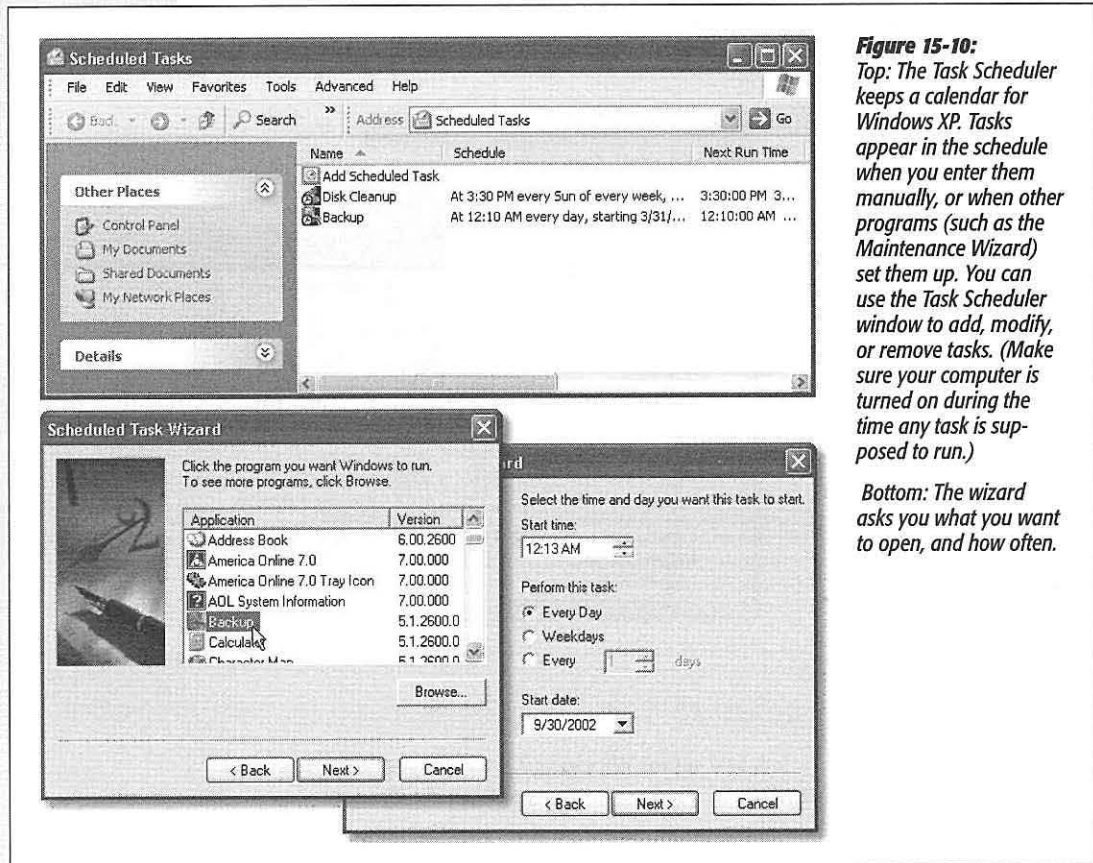 Scheduled Tasks
File Edit View Favorites Tools Advanced Help
Back Search » Address Scheduled Tasks Go
Name Schedule Next Run Time
Add Scheduled Task
Disk Cleanup At 3:30 PM every Sun of every week, ... 3:30:00 PM 3...
Backup At 12:10 AM every day, starting 3/31/... 12:10:00 AM ...
Other Places
Control Panel
My Documents
Shared Documents
My Network Places
Details
Figure 15-10:
Top: The Task Scheduler
keeps a calendar for
Windows XP. Tasks
appear in the schedule
when you enter them
manually, or when other
programs (such as the
Maintenance Wizard)
set them up. You can
use the Task Scheduler
window to add, modify,
or remove tasks. (Make
sure your computer is
turned on during the
time any task is sup-
posed to run.)
Bottom: The wizard
asks you what you want
to open, and how often.
Scheduled Task Wizard
Click the program you want Windows to run.
To see more programs, click Browse.
Application Version
Address Book 6.00.2600
America Online 7.0 7.00.000
America Online 7.0 Tray Icon 7.00.000
AOL System Information 7.00.000
Backup 5.1.2600.0
Calculator 5.1.2600.0
Character Map 5.1.2600.0
Browse...
< Back Next > Cancel
rd
Select the time and day you want this task to start.
Start time:
12:13 AM
Perform this task:
Every Day
Weekdays
Every 1 days
Start date:
9/30/2002
< Back Next > Cancel